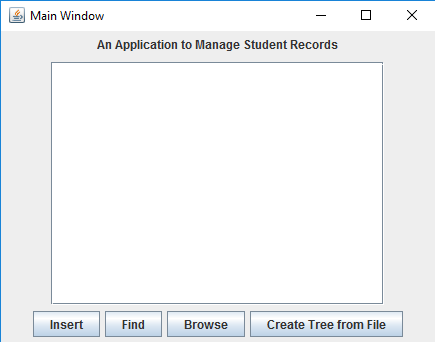 Main Window
An Application to Manage Student Records
Insert Find Browse Create Tree from File